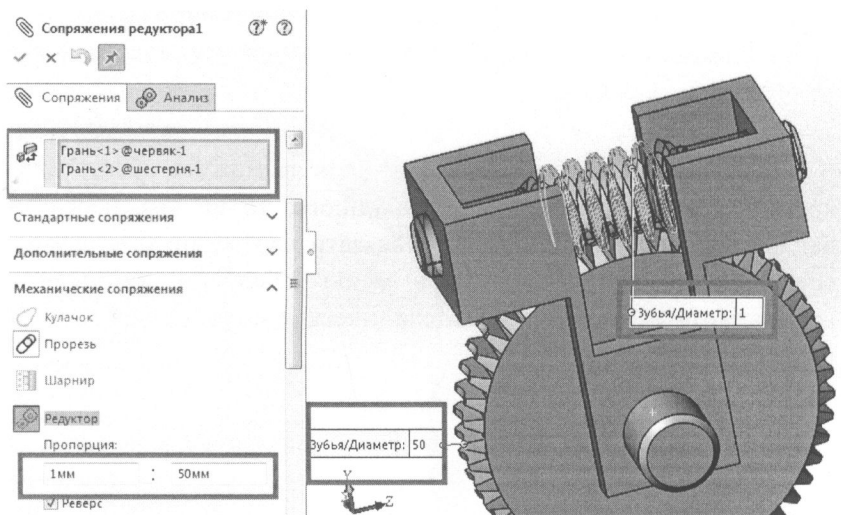 Сопряжения редуктора1
Сопряжения
Анализ
Грань<1>@червяк-1
Грань<2>@шестерня-1
Стандартные сопряжения
Дополнительные сопряжения
Механические сопряжения
Кулачок
Прорезь
Шарнир
Редуктор
Пропорция:
1мм : 50мм
Реверс
Зубья/Диаметр: 1
Зубья/Диаметр: 50
Y
Z